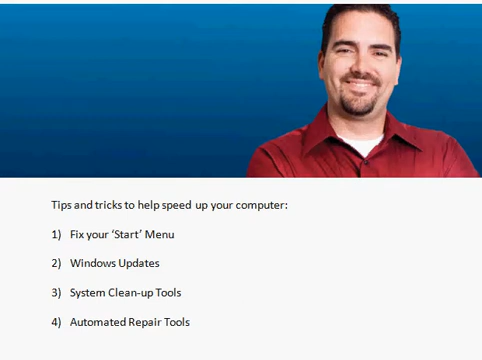 Tips and tricks to help speed up your computer:
1) Fix your ‘Start’ Menu
2) Windows Updates
3) System Clean-up Tools
4) Automated Repair Tools